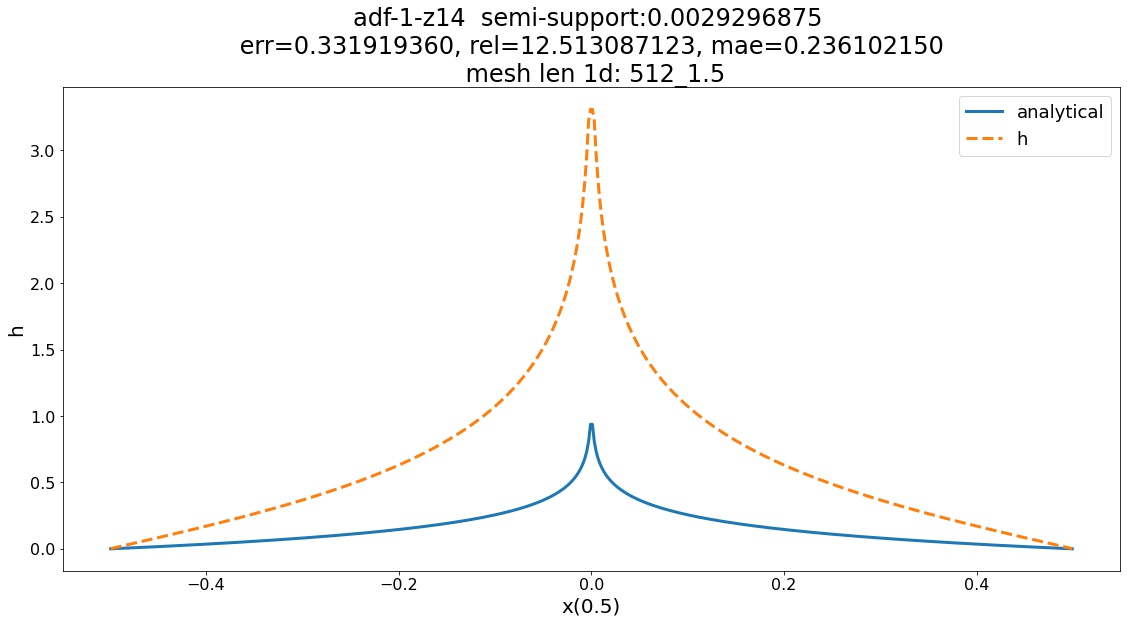 adf-1-z14  semi-support:0.0029296875
err=0.331919360, rel=12.513087123, mae=0.236102150
mesh len 1d: 512_1.5
analytical
h
3.0
2.5
2.0
1.5
1.0
0.5
0.0
h
−0.4
−0.2
0.0
0.2
0.4
x(0.5)